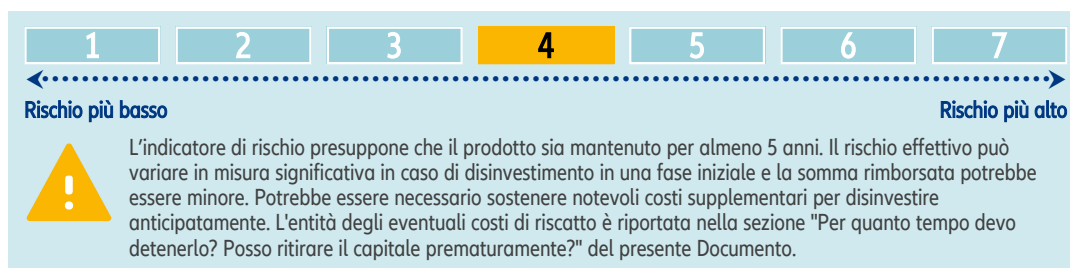 1 2 3 4 5 6 7
Rischio più basso Rischio più alto
L'indicatore di rischio presuppone che il prodotto sia mantenuto per almeno 5 anni. Il rischio effettivo può
variare in misura significativa in caso di disinvestimento in una fase iniziale e la somma rimborsata potrebbe
essere minore. Potrebbe essere necessario sostenere notevoli costi supplementari per disinvestire
anticipatamente. L'entità degli eventuali costi di riscatto è riportata nella sezione "Per quanto tempo devo
detenerlo? Posso ritirare il capitale prematuramente?" del presente Documento.